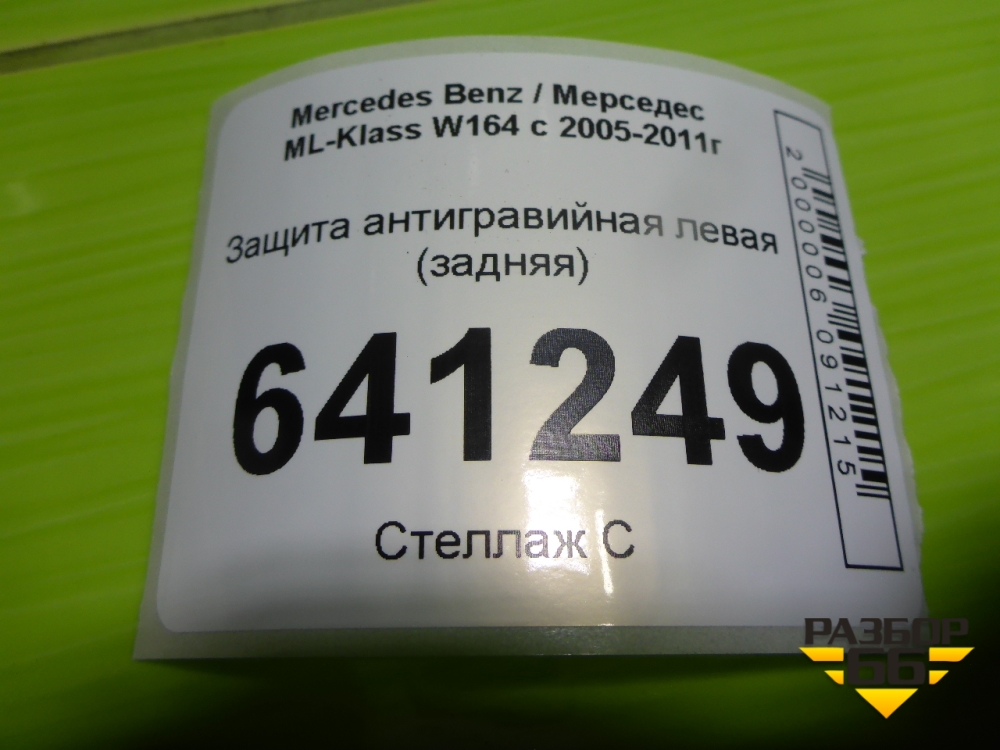 Mercedes Benz / Мерседес
ML-Klass W164 с 2005-2011г
Защита антигравийная левая
(задняя)
641249
Стеллаж С
2000006091215
РАЗБОР
66